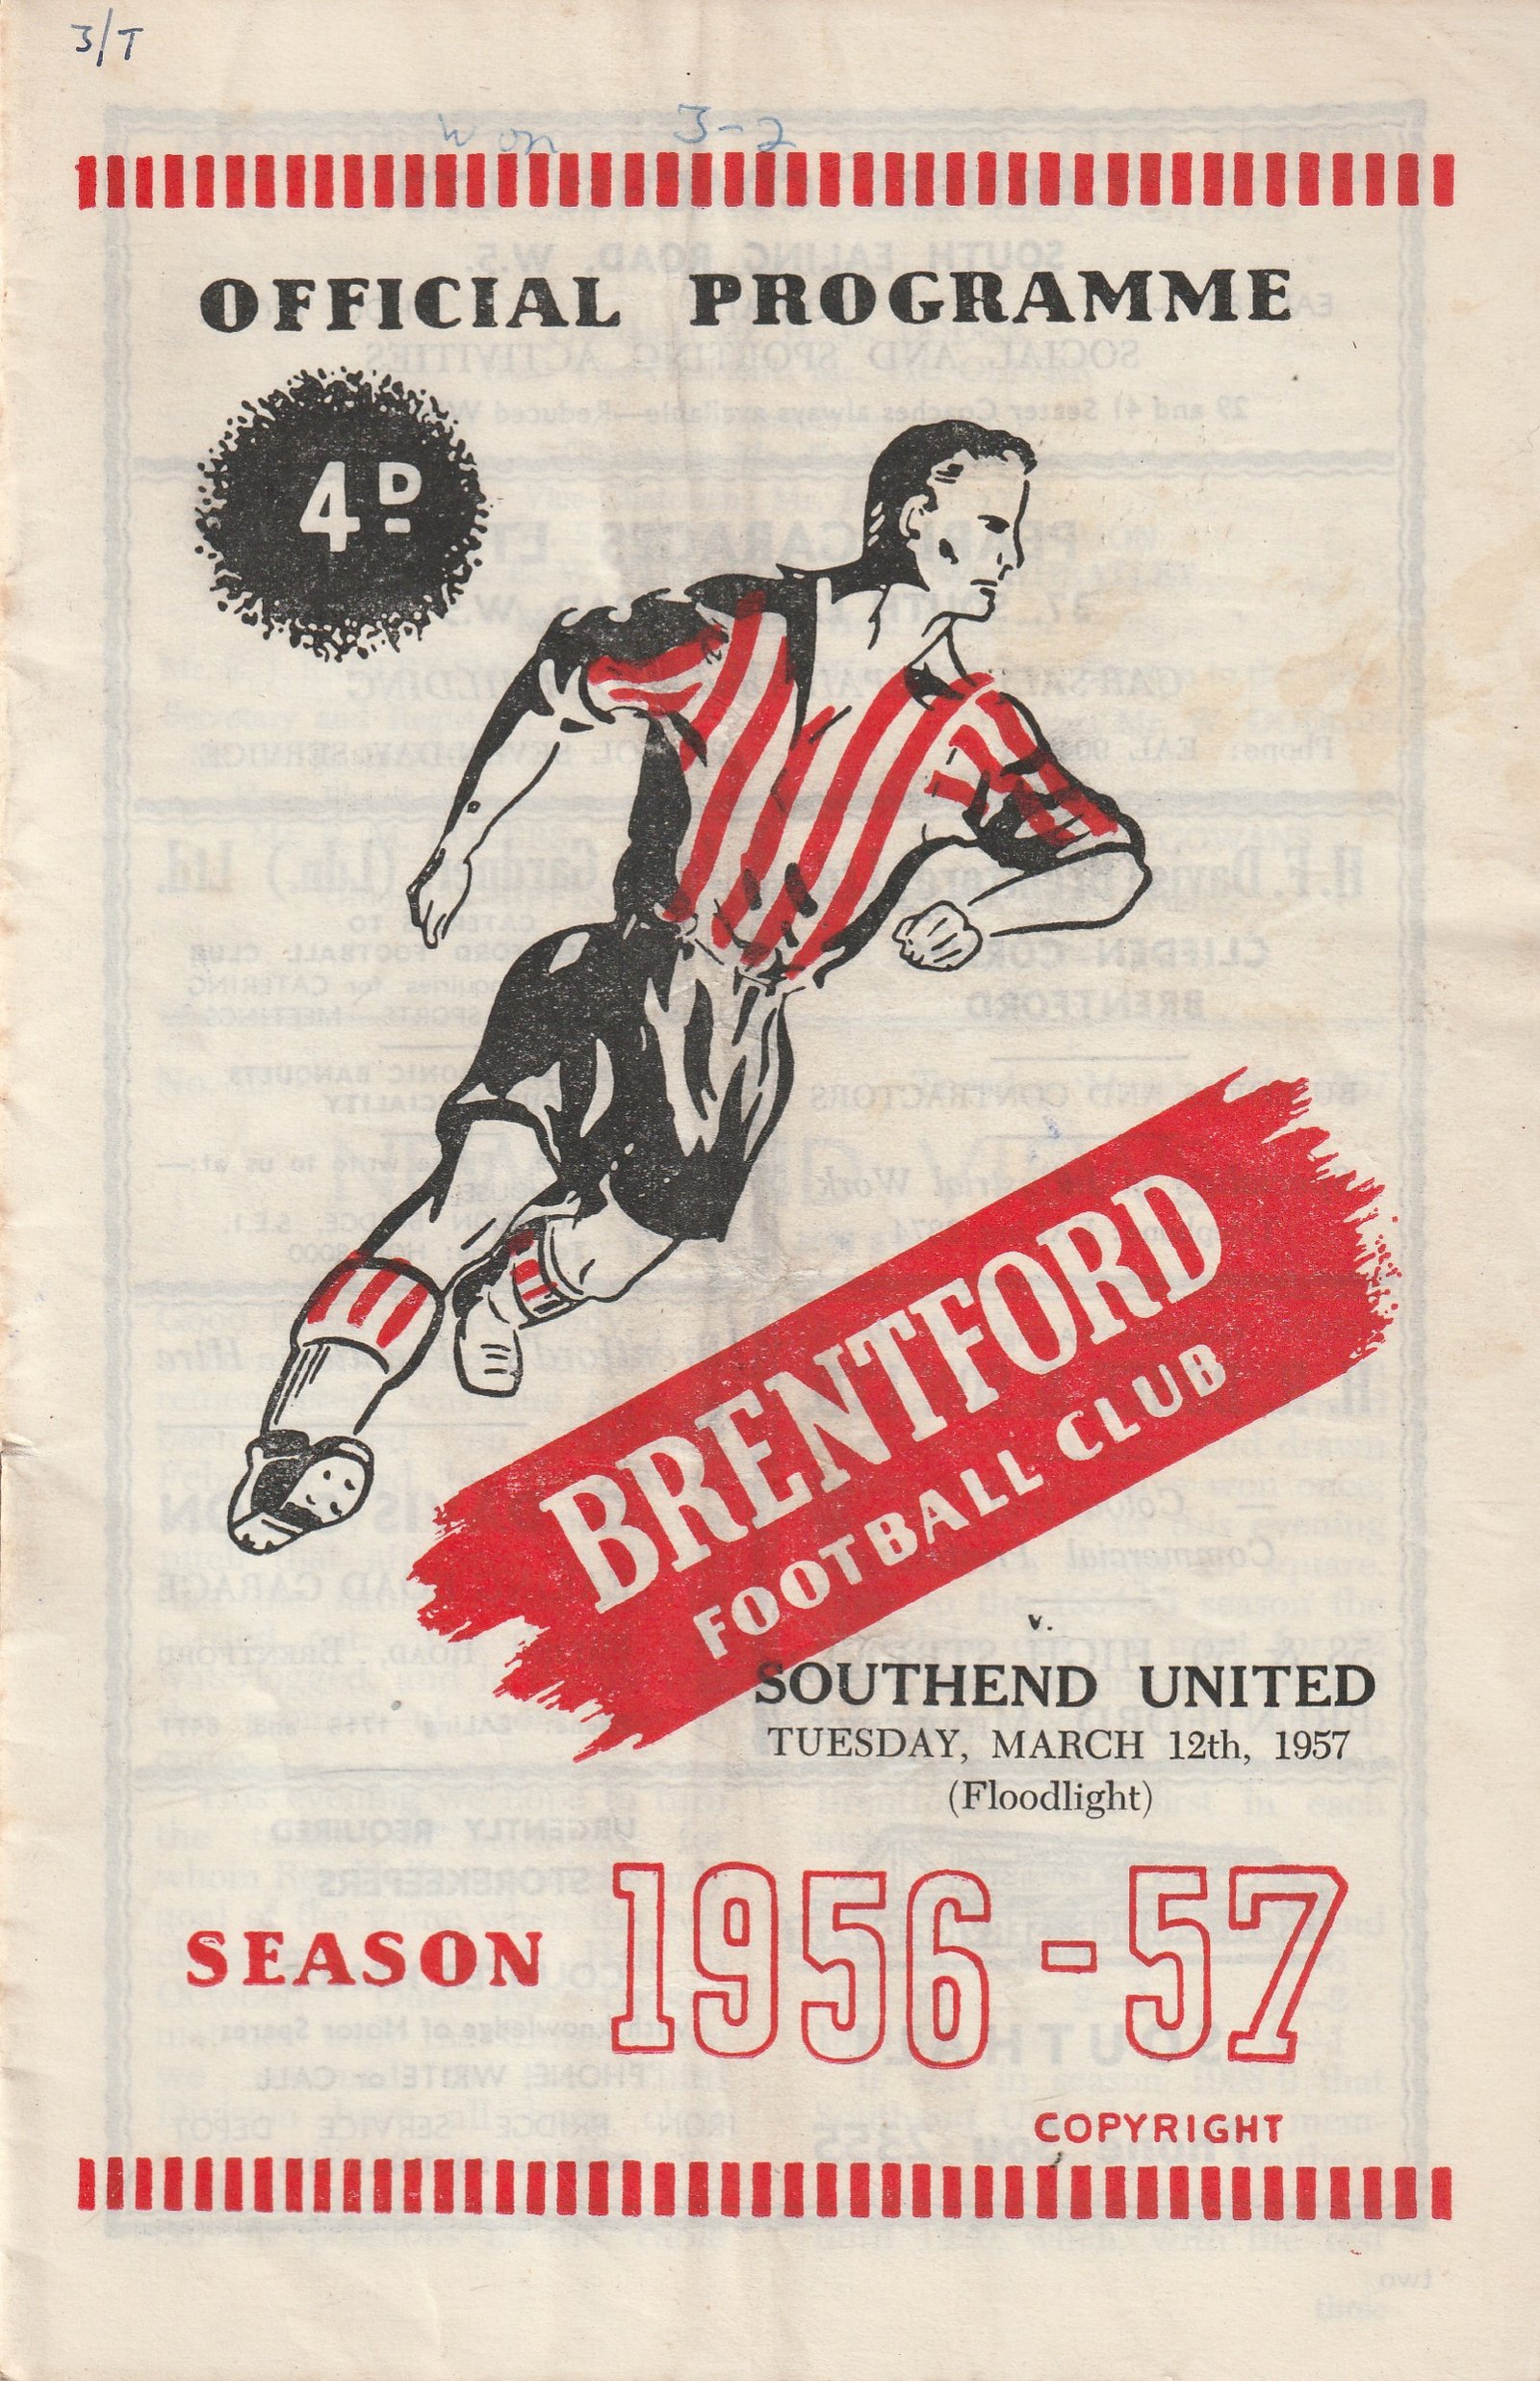 3/T
Won 3-2
OFFICIAL PROGRAMME
4D
BRENTFORD
FOOTBALL CLUB
v.
SOUTHEND UNITED
TUESDAY, MARCH 12th, 1957
(Floodlight)
SEASON 1956-57
COPYRIGHT